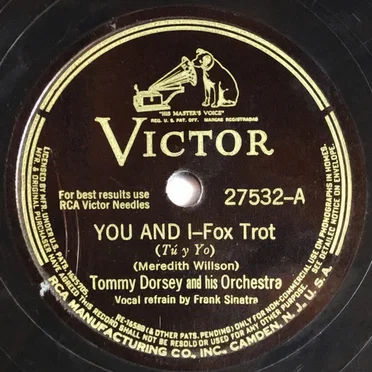 "HIS MASTER'S VOICE"
REG. U. S. PAT. OFF. MARCAS REGISTRADAS
VICTOR
For best results use
RCA Victor Needles
27532-A
YOU AND I—Fox Trot
(Tú y Yo)
(Meredith Willson)
Tommy Dorsey and his Orchestra
Vocal refrain by Frank Sinatra
RCA MANUFACTURING CO., INC. CAMDEN, N. J., U. S. A.